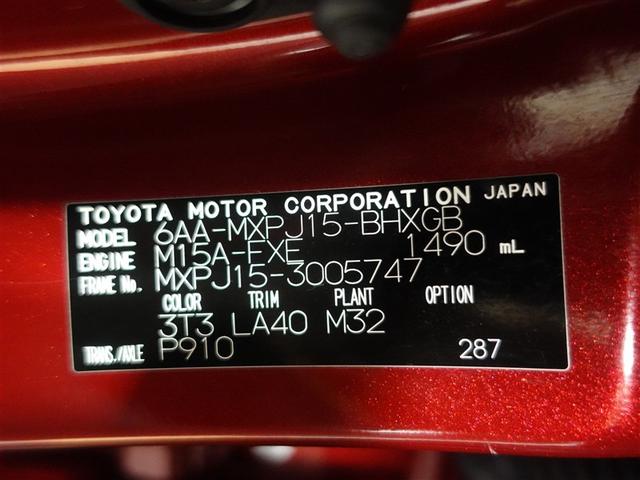 TOYOTA MOTOR CORPORATION JAPAN
MODEL 6AA-MXPJ15-BHXGB
ENGINE M15A-FXE 1490 mL
FRAME No. MXPJ15-3005747
COLOR TRIM PLANT OPTION
3T3 LA40 M32
TRANS./AXLE P910 287